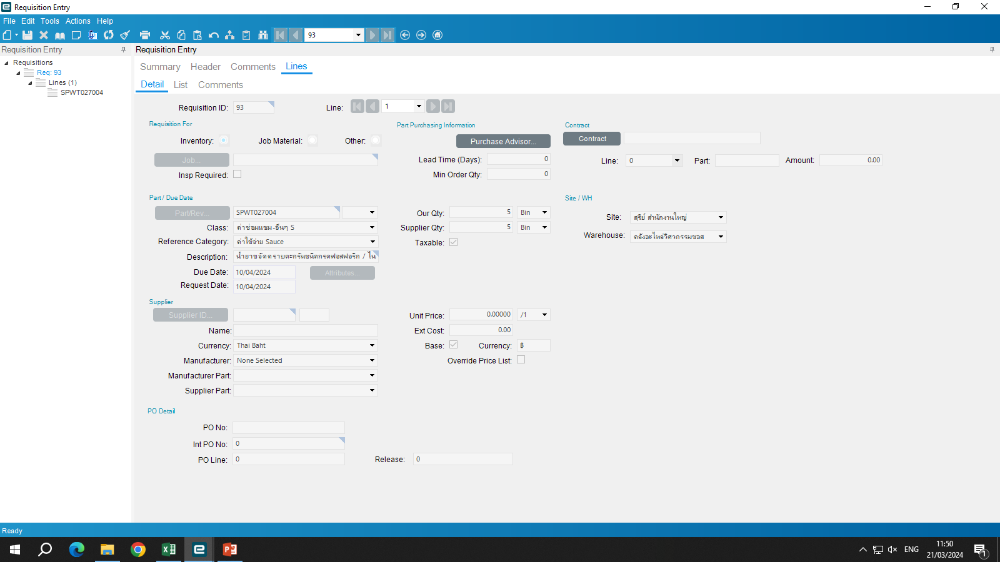 Requisition Entry
File Edit Tools Actions Help
93
Requisition Entry
Requisition Entry
Requisitions
Req: 93
Lines (1)
SPWT027004
Summary Header Comments Lines
Detail List Comments
Requisition ID: 93 Line: 1
Requisition For Part Purchasing Information Contract
Inventory: Job Material: Other: Purchase Advisor... Contract
Job... Lead Time (Days): 0 Line: 0 Part: Amount: 0.00
Insp Required: Min Order Qty: 0
Part / Due Date Site / WH
Part/Rev... SPWT027004 Our Qty: 5 Bin Site: สุรีย์ สำนักงานใหญ่
Class: ค่าซ่อมแซม-อื่นๆ S Supplier Qty: 5 Bin Warehouse: คลังอะไหล่วิศวกรรมซอส
Reference Category: ค่าใช้จ่าย Sauce Taxable:
Description: น้ำยาขจัดคราบตะกรันชนิดกรดฟอสฟอริก / ไน
Due Date: 10/04/2024 Attributes...
Request Date: 10/04/2024
Supplier
Supplier ID... Unit Price: 0.00000 /1
Name: Ext Cost: 0.00
Currency: Thai Baht Base: Currency: ฿
Manufacturer: None Selected Override Price List:
Manufacturer Part:
Supplier Part:
PO Detail
PO No:
Int PO No: 0
PO Line: 0 Release: 0
Ready
ENG 11:50
21/03/2024 1